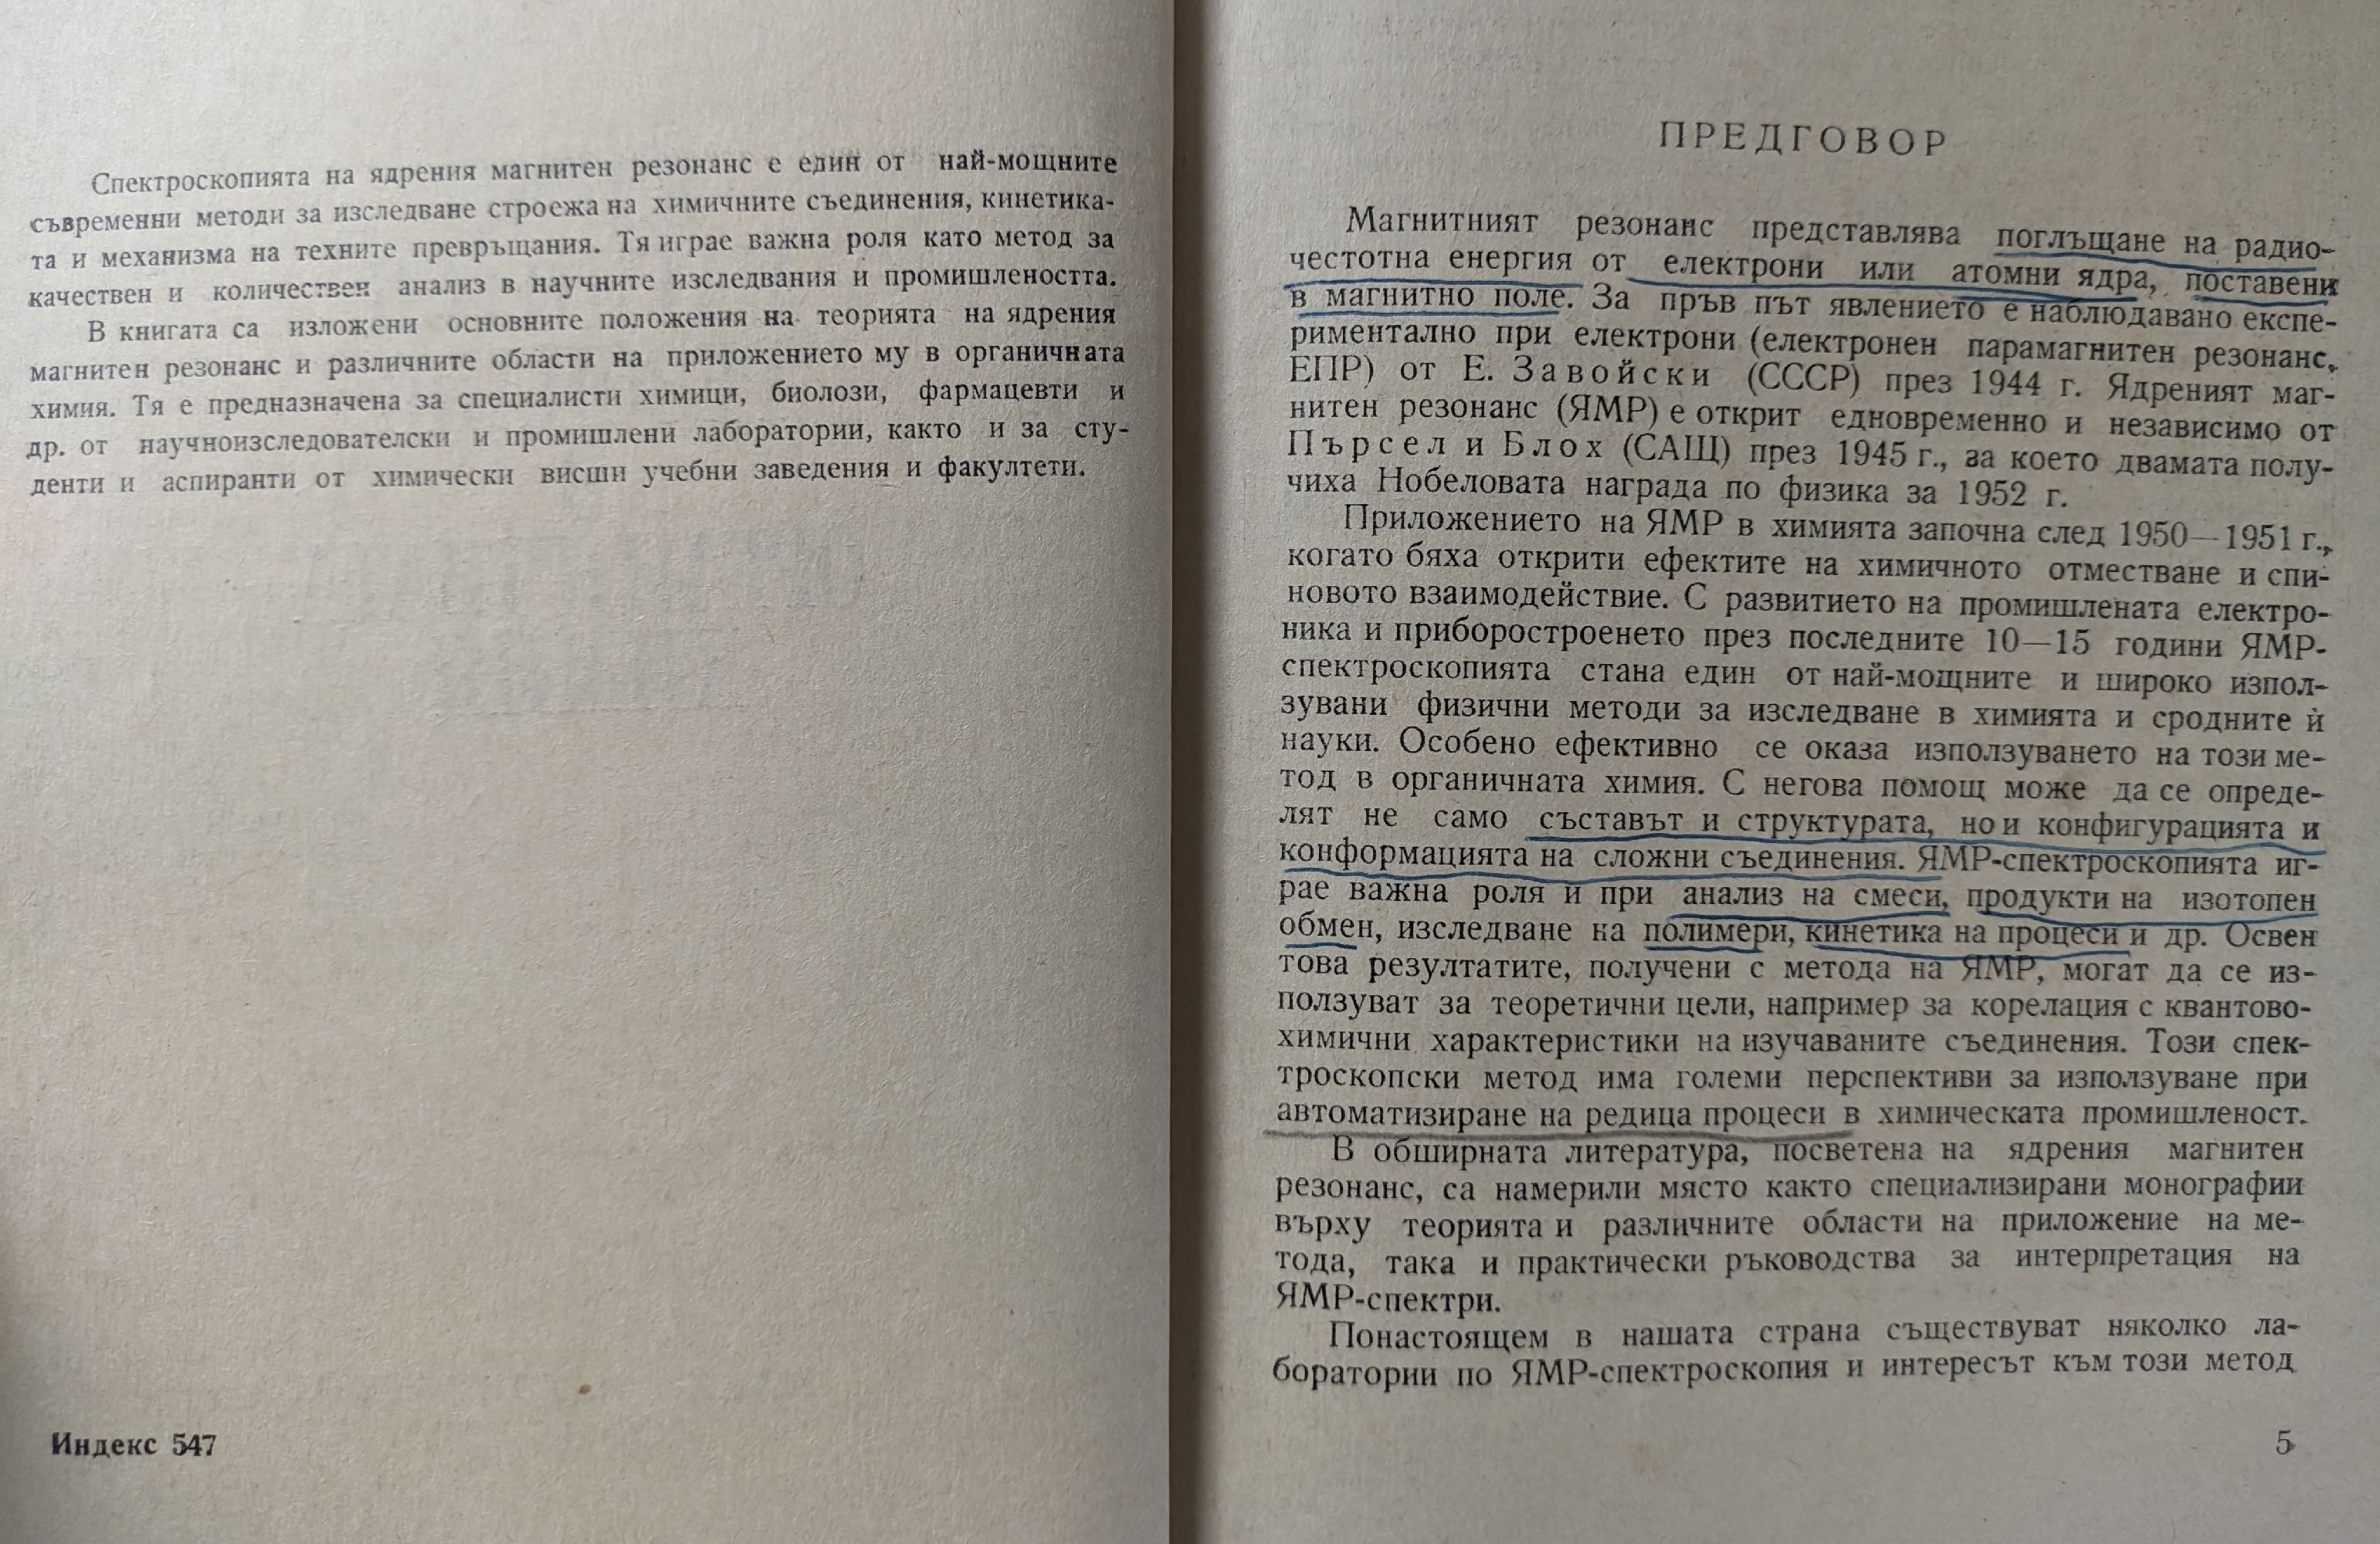 Спектроскопията на ядрения магнитен резонанс е един от най-мощните
съвременни методи за изследване строежа на химичните съединения, кинетика-
та и механизма на техните превръщания. Тя играе важна роля като метод за
качествен и количествен анализ в научните изследвания и промишлеността.
В книгата са изложени основните положения на теорията на ядрения
магнитен резонанс и различните области на приложението му в органичната
химия. Тя е предназначена за специалисти химици, биолози, фармацевти и
др. от научноизследователски и промишлени лаборатории, както и за сту-
денти и аспиранти от химически висши учебни заведения и факултети.
Индекс 547
ПРЕДГОВОР
Магнитният резонанс представлява поглъщане на радио-
честотна енергия от електрони или атомни ядра, поставени
в магнитно поле. За пръв път явлението е наблюдавано експе-
риментално при електрони (електронен парамагнитен резонанс,
ЕПР) от Е. Завойски (СССР) през 1944 г. Ядреният маг-
нитен резонанс (ЯМР) е открит едновременно и независимо от
Пърсел и Блох (САЩ) през 1945 г., за което двамата полу-
чиха Нобеловата награда по физика за 1952 г.
Приложението на ЯМР в химията започна след 1950—1951 г.,
когато бяха открити ефектите на химичното отместване и спи-
новото взаимодействие. С развитието на промишлената електро-
ника и приборостроенето през последните 10—15 години ЯМР-
спектроскопията стана един от най-мощните и широко изпол-
зувани физични методи за изследване в химията и сродните ѝ
науки. Особено ефективно се оказа използуването на този ме-
тод в органичната химия. С негова помощ може да се опреде-
лят не само съставът и структурата, но и конфигурацията и
конформацията на сложни съединения. ЯМР-спектроскопията иг-
рае важна роля и при анализ на смеси, продукти на изотопен
обмен, изследване на полимери, кинетика на процеси и др. Освен
това резултатите, получени с метода на ЯМР, могат да се из-
ползуват за теоретични цели, например за корелация с квантово-
химични характеристики на изучаваните съединения. Този спек-
троскопски метод има големи перспективи за използуване при
автоматизиране на редица процеси в химическата промишленост.
В обширната литература, посветена на ядрения магнитен
резонанс, са намерили място както специализирани монографии
върху теорията и различните области на приложение на ме-
тода, така и практически ръководства за интерпретация на
ЯМР-спектри.
Понастоящем в нашата страна съществуват няколко ла-
боратории по ЯМР-спектроскопия и интересът към този метод
5